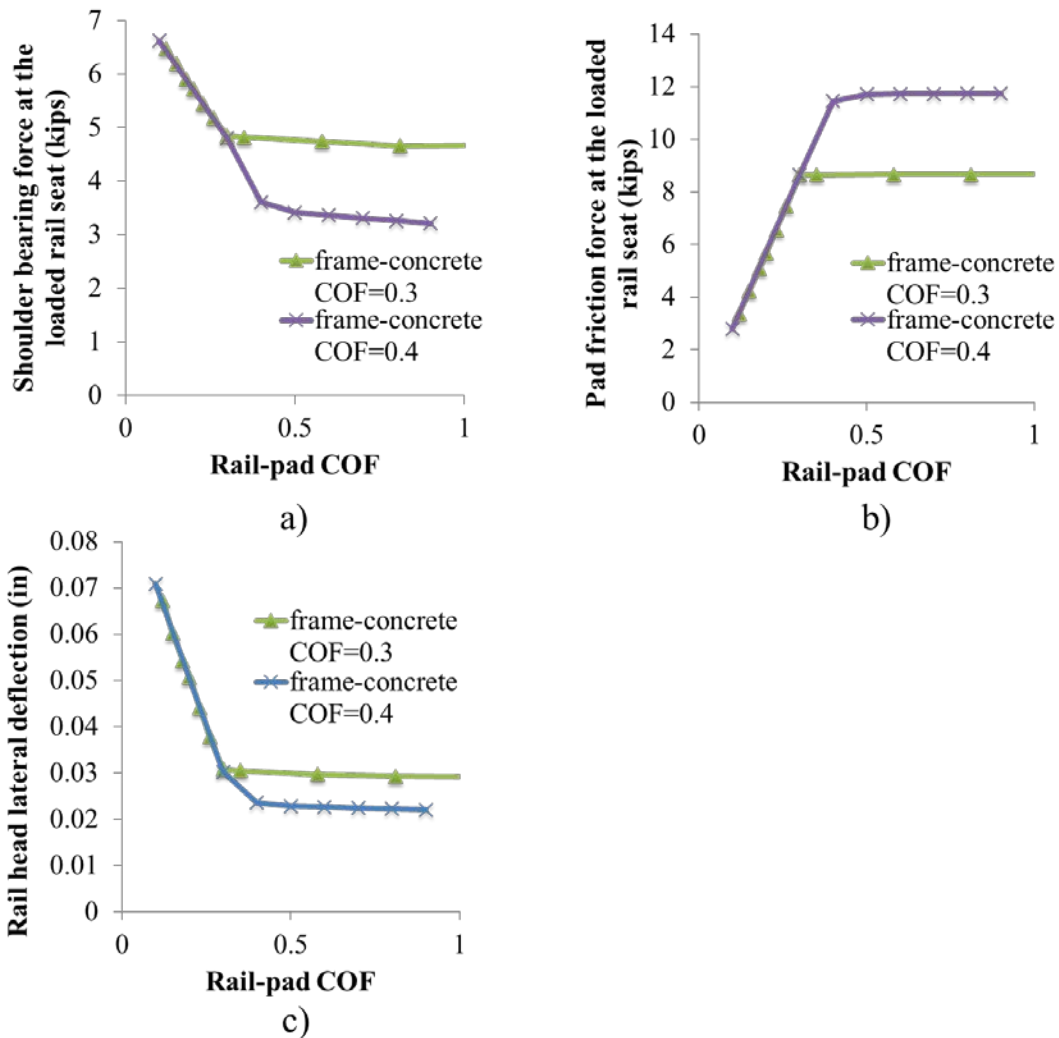 Shoulder bearing force at the
loaded rail seat (kips)
7
6
5
4
3
2
1
0
frame-concrete
COF=0.3
frame-concrete
COF=0.4
0
0.5
1
Rail-pad COF
a)
Pad friction force at the loaded
rail seat (kips)
14
12
10
8
6
4
2
0
frame-concrete
COF=0.3
frame-concrete
COF=0.4
0
0.5
1
Rail-pad COF
b)
Rail head lateral deflection (in)
0.08
0.07
0.06
0.05
0.04
0.03
0.02
0.01
0
frame-concrete
COF=0.3
frame-concrete
COF=0.4
0
0.5
1
Rail-pad COF
c)